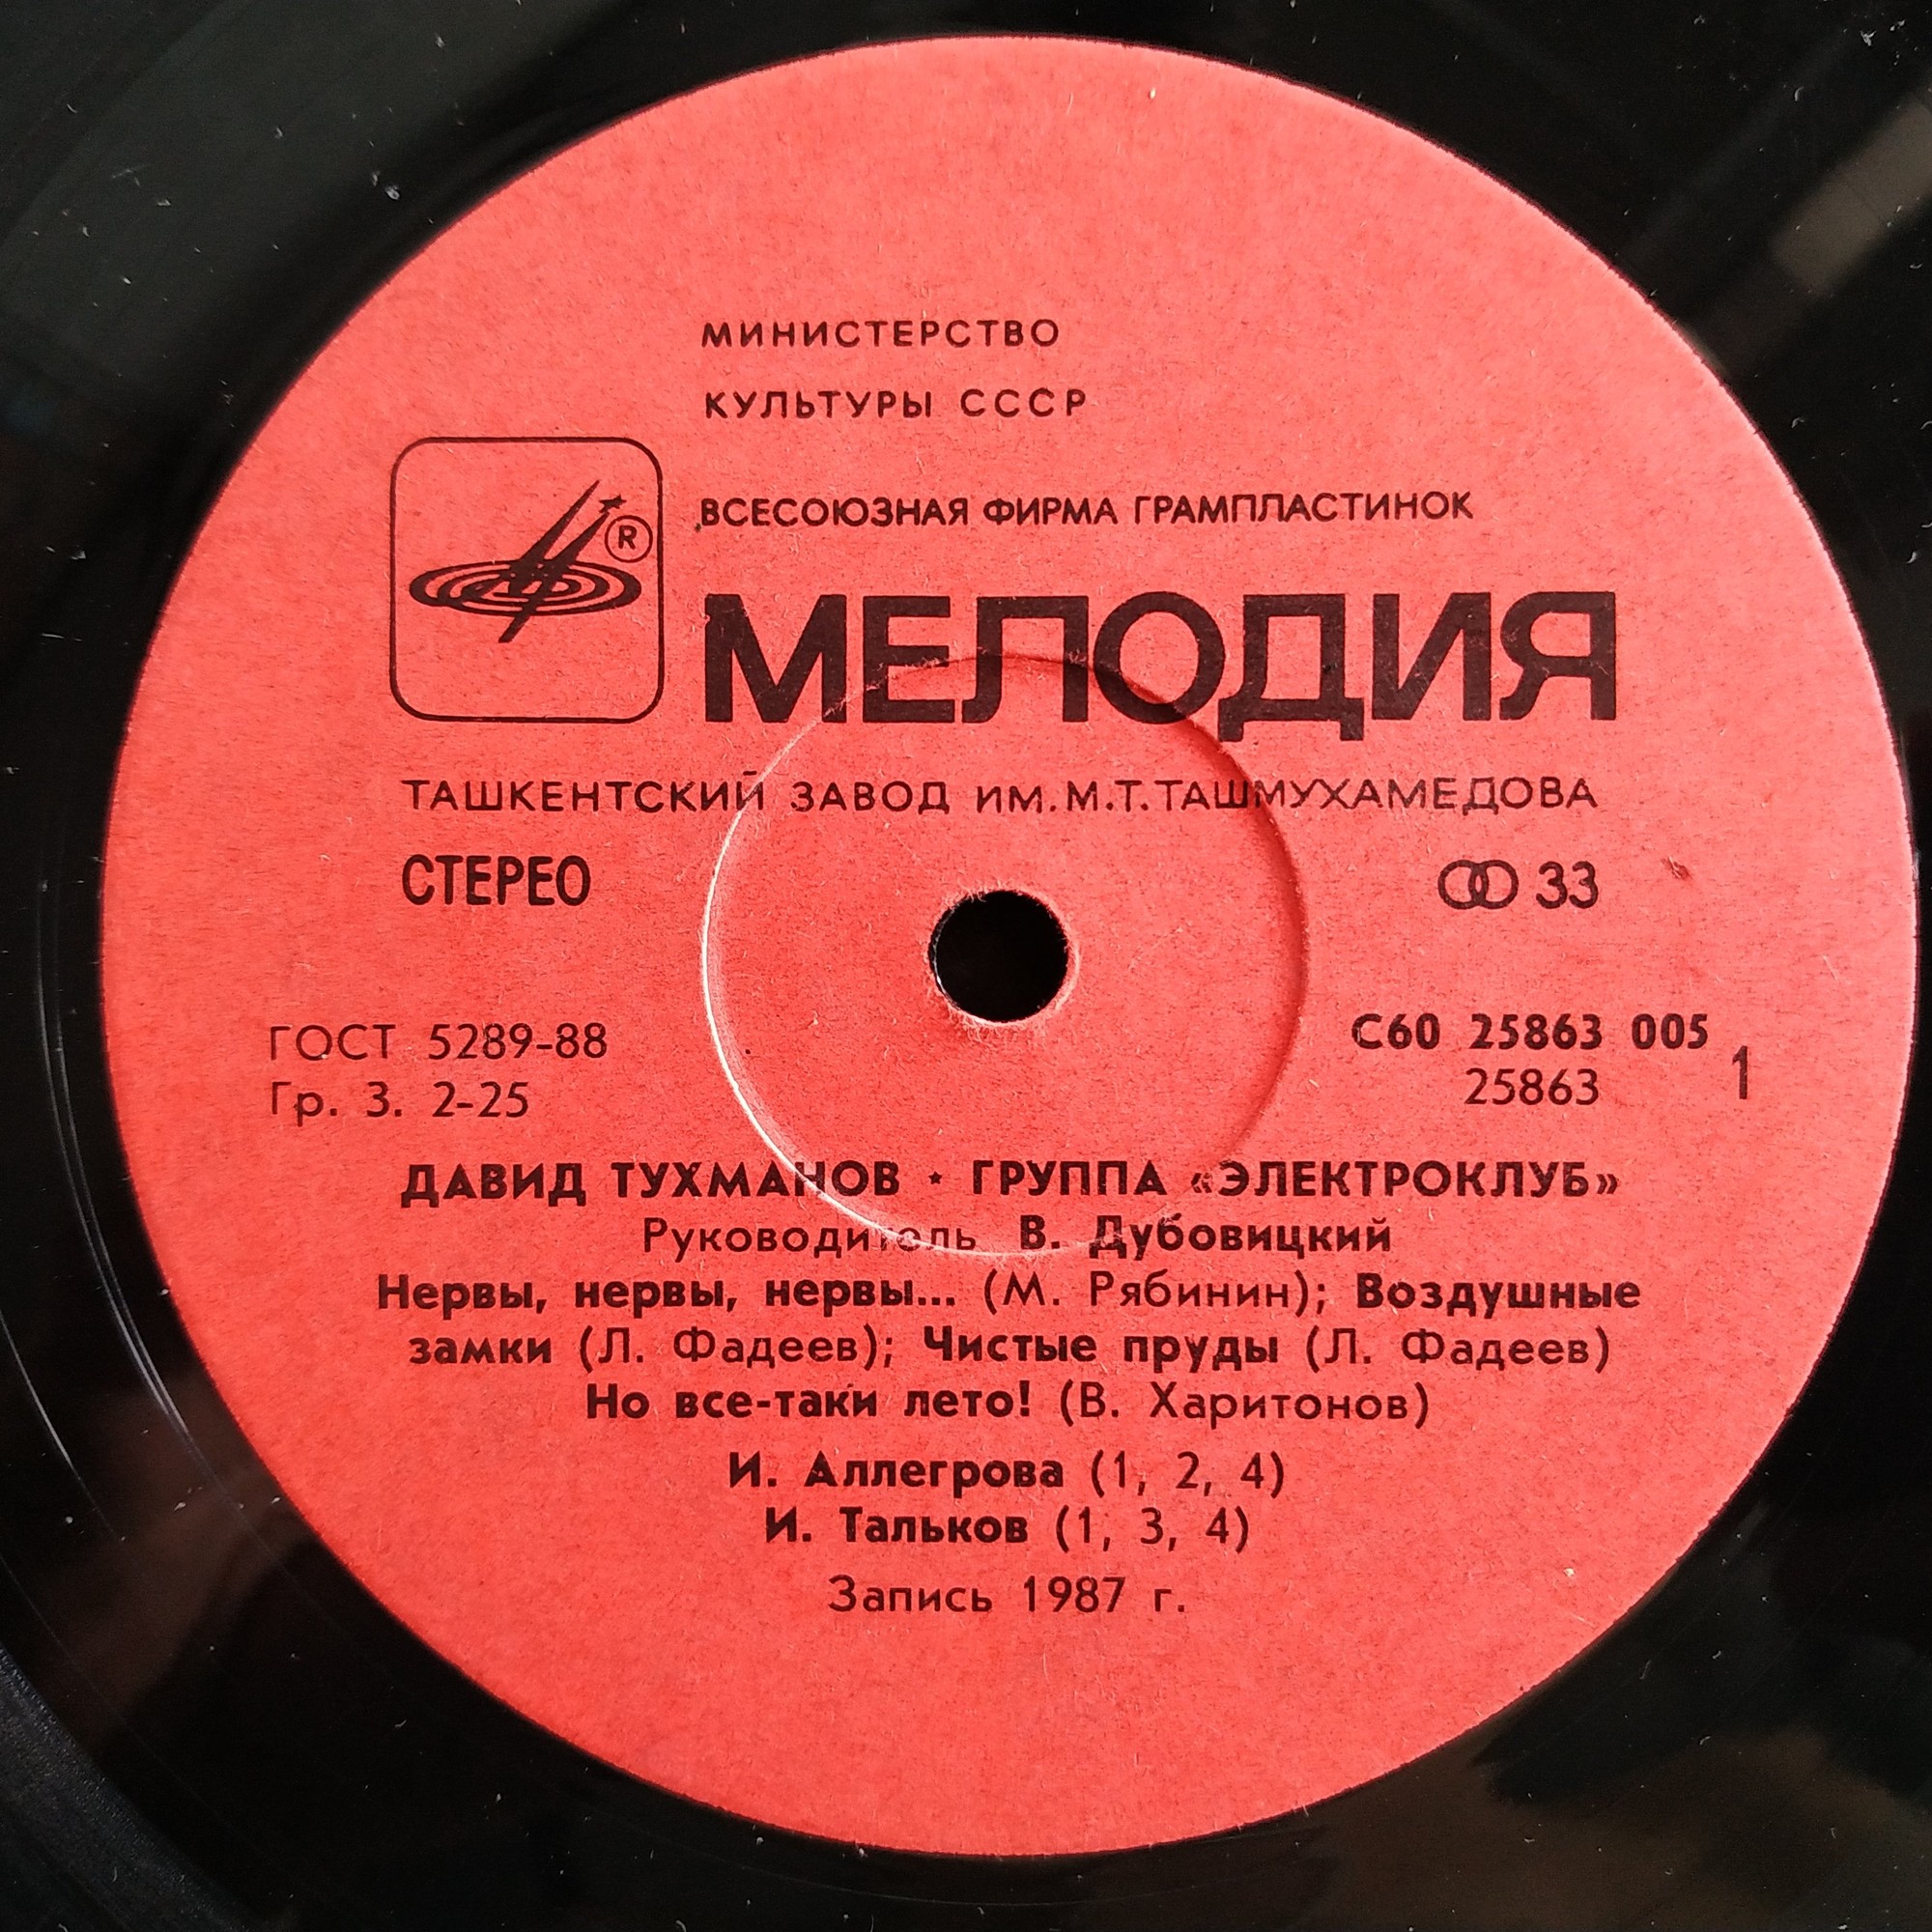 МИНИСТЕРСТВО
КУЛЬТУРЫ СССР
ВСЕСОЮЗНАЯ ФИРМА ГРАМПЛАСТИНОК
®
МЕЛОДИЯ
ТАШКЕНТСКИЙ ЗАВОД ИМ. М.Т. ТАШМУХАМЕДОВА
СТЕРЕО 33
ГОСТ 5289-88 С60 25863 005
Гр. 3. 2-25 25863 1
ДАВИД ТУХМАНОВ ⋆ ГРУППА «ЭЛЕКТРОКЛУБ»
Руководитель В. Дубовицкий
Нервы, нервы, нервы... (М. Рябинин); Воздушные
замки (Л. Фадеев); Чистые пруды (Л. Фадеев)
Но все-таки лето! (В. Харитонов)
И. Аллегрова (1, 2, 4)
И. Тальков (1, 3, 4)
Запись 1987 г.